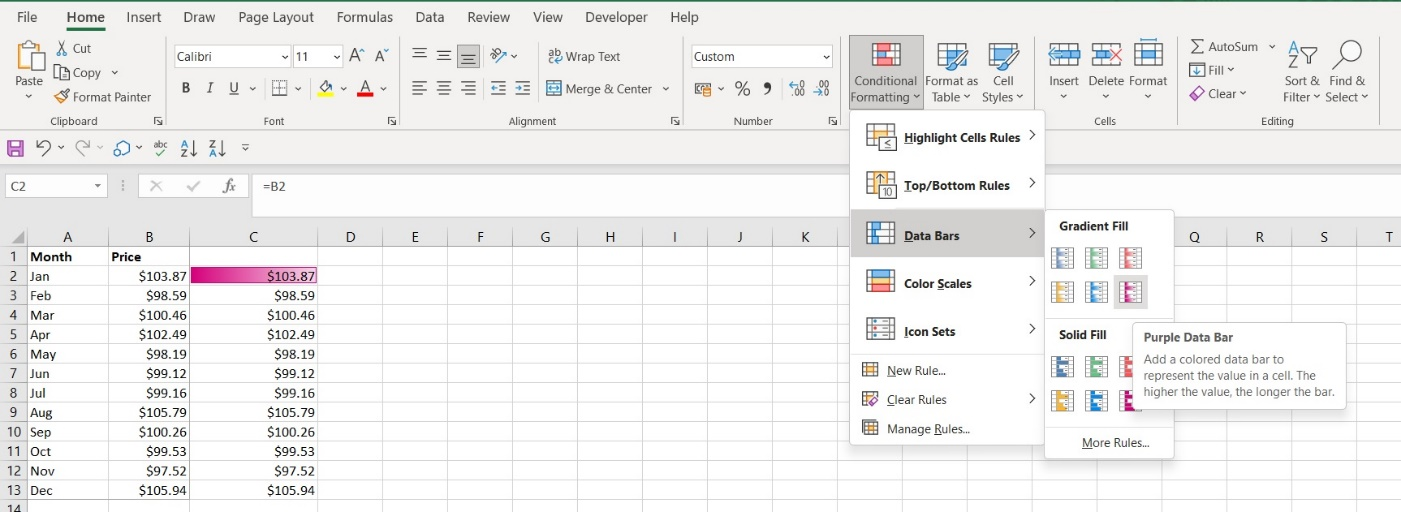 File Home Insert Draw Page Layout Formulas Data Review View Developer Help
Paste
Cut
Copy
Format Painter
Clipboard
Calibri 11
B I U A
Font
ab Wrap Text
Merge & Center
Alignment
Custom
% 9
Number
Conditional Formatting
Format as Table
Cell Styles
Insert Delete Format
Cells
AutoSum
Fill
Clear
Sort & Filter
Find & Select
Editing
abc
C2 fx =B2
A B C D E F G H I J K Q R S T
1 Month Price
2 Jan $103.87 $103.87
3 Feb $98.59 $98.59
4 Mar $100.46 $100.46
5 Apr $102.49 $102.49
6 May $98.19 $98.19
7 Jun $99.12 $99.12
8 Jul $99.16 $99.16
9 Aug $105.79 $105.79
10 Sep $100.26 $100.26
11 Oct $99.53 $99.53
12 Nov $97.52 $97.52
13 Dec $105.94 $105.94
14
Highlight Cells Rules
Top/Bottom Rules
Data Bars
Color Scales
Icon Sets
New Rule...
Clear Rules
Manage Rules...
Gradient Fill
Solid Fill
More Rules...
Purple Data Bar
Add a colored data bar to
represent the value in a cell. The
higher the value, the longer the bar.